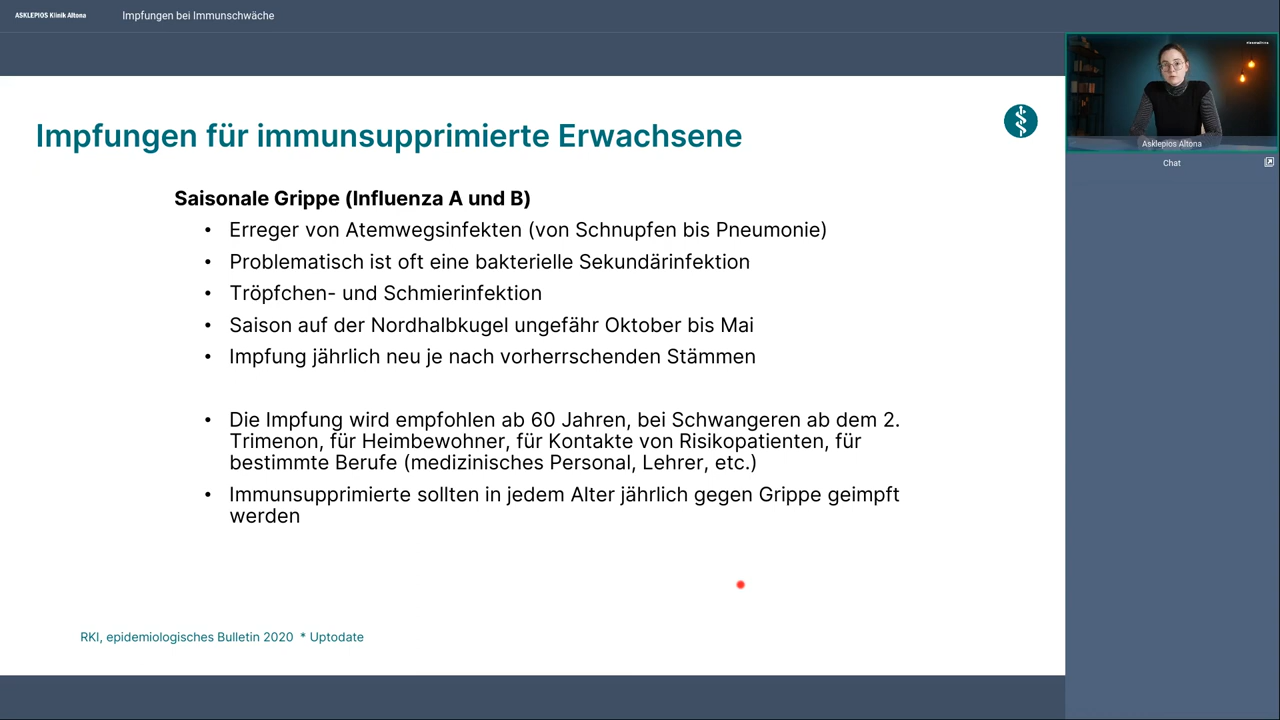 ASKLEPIOS Klinik Altona
Impfungen bei Immunschwäche
Impfungen für immunsupprimierte Erwachsene
Saisonale Grippe (Influenza A und B)
• Erreger von Atemwegsinfekten (von Schnupfen bis Pneumonie)
• Problematisch ist oft eine bakterielle Sekundärinfektion
• Tröpfchen- und Schmierinfektion
• Saison auf der Nordhalbkugel ungefähr Oktober bis Mai
• Impfung jährlich neu je nach vorherrschenden Stämmen
• Die Impfung wird empfohlen ab 60 Jahren, bei Schwangeren ab dem 2.
Trimenon, für Heimbewohner, für Kontakte von Risikopatienten, für
bestimmte Berufe (medizinisches Personal, Lehrer, etc.)
• Immunsupprimierte sollten in jedem Alter jährlich gegen Grippe geimpft
werden
RKI, epidemiologisches Bulletin 2020 * Uptodate
Asklepios Altona
Chat